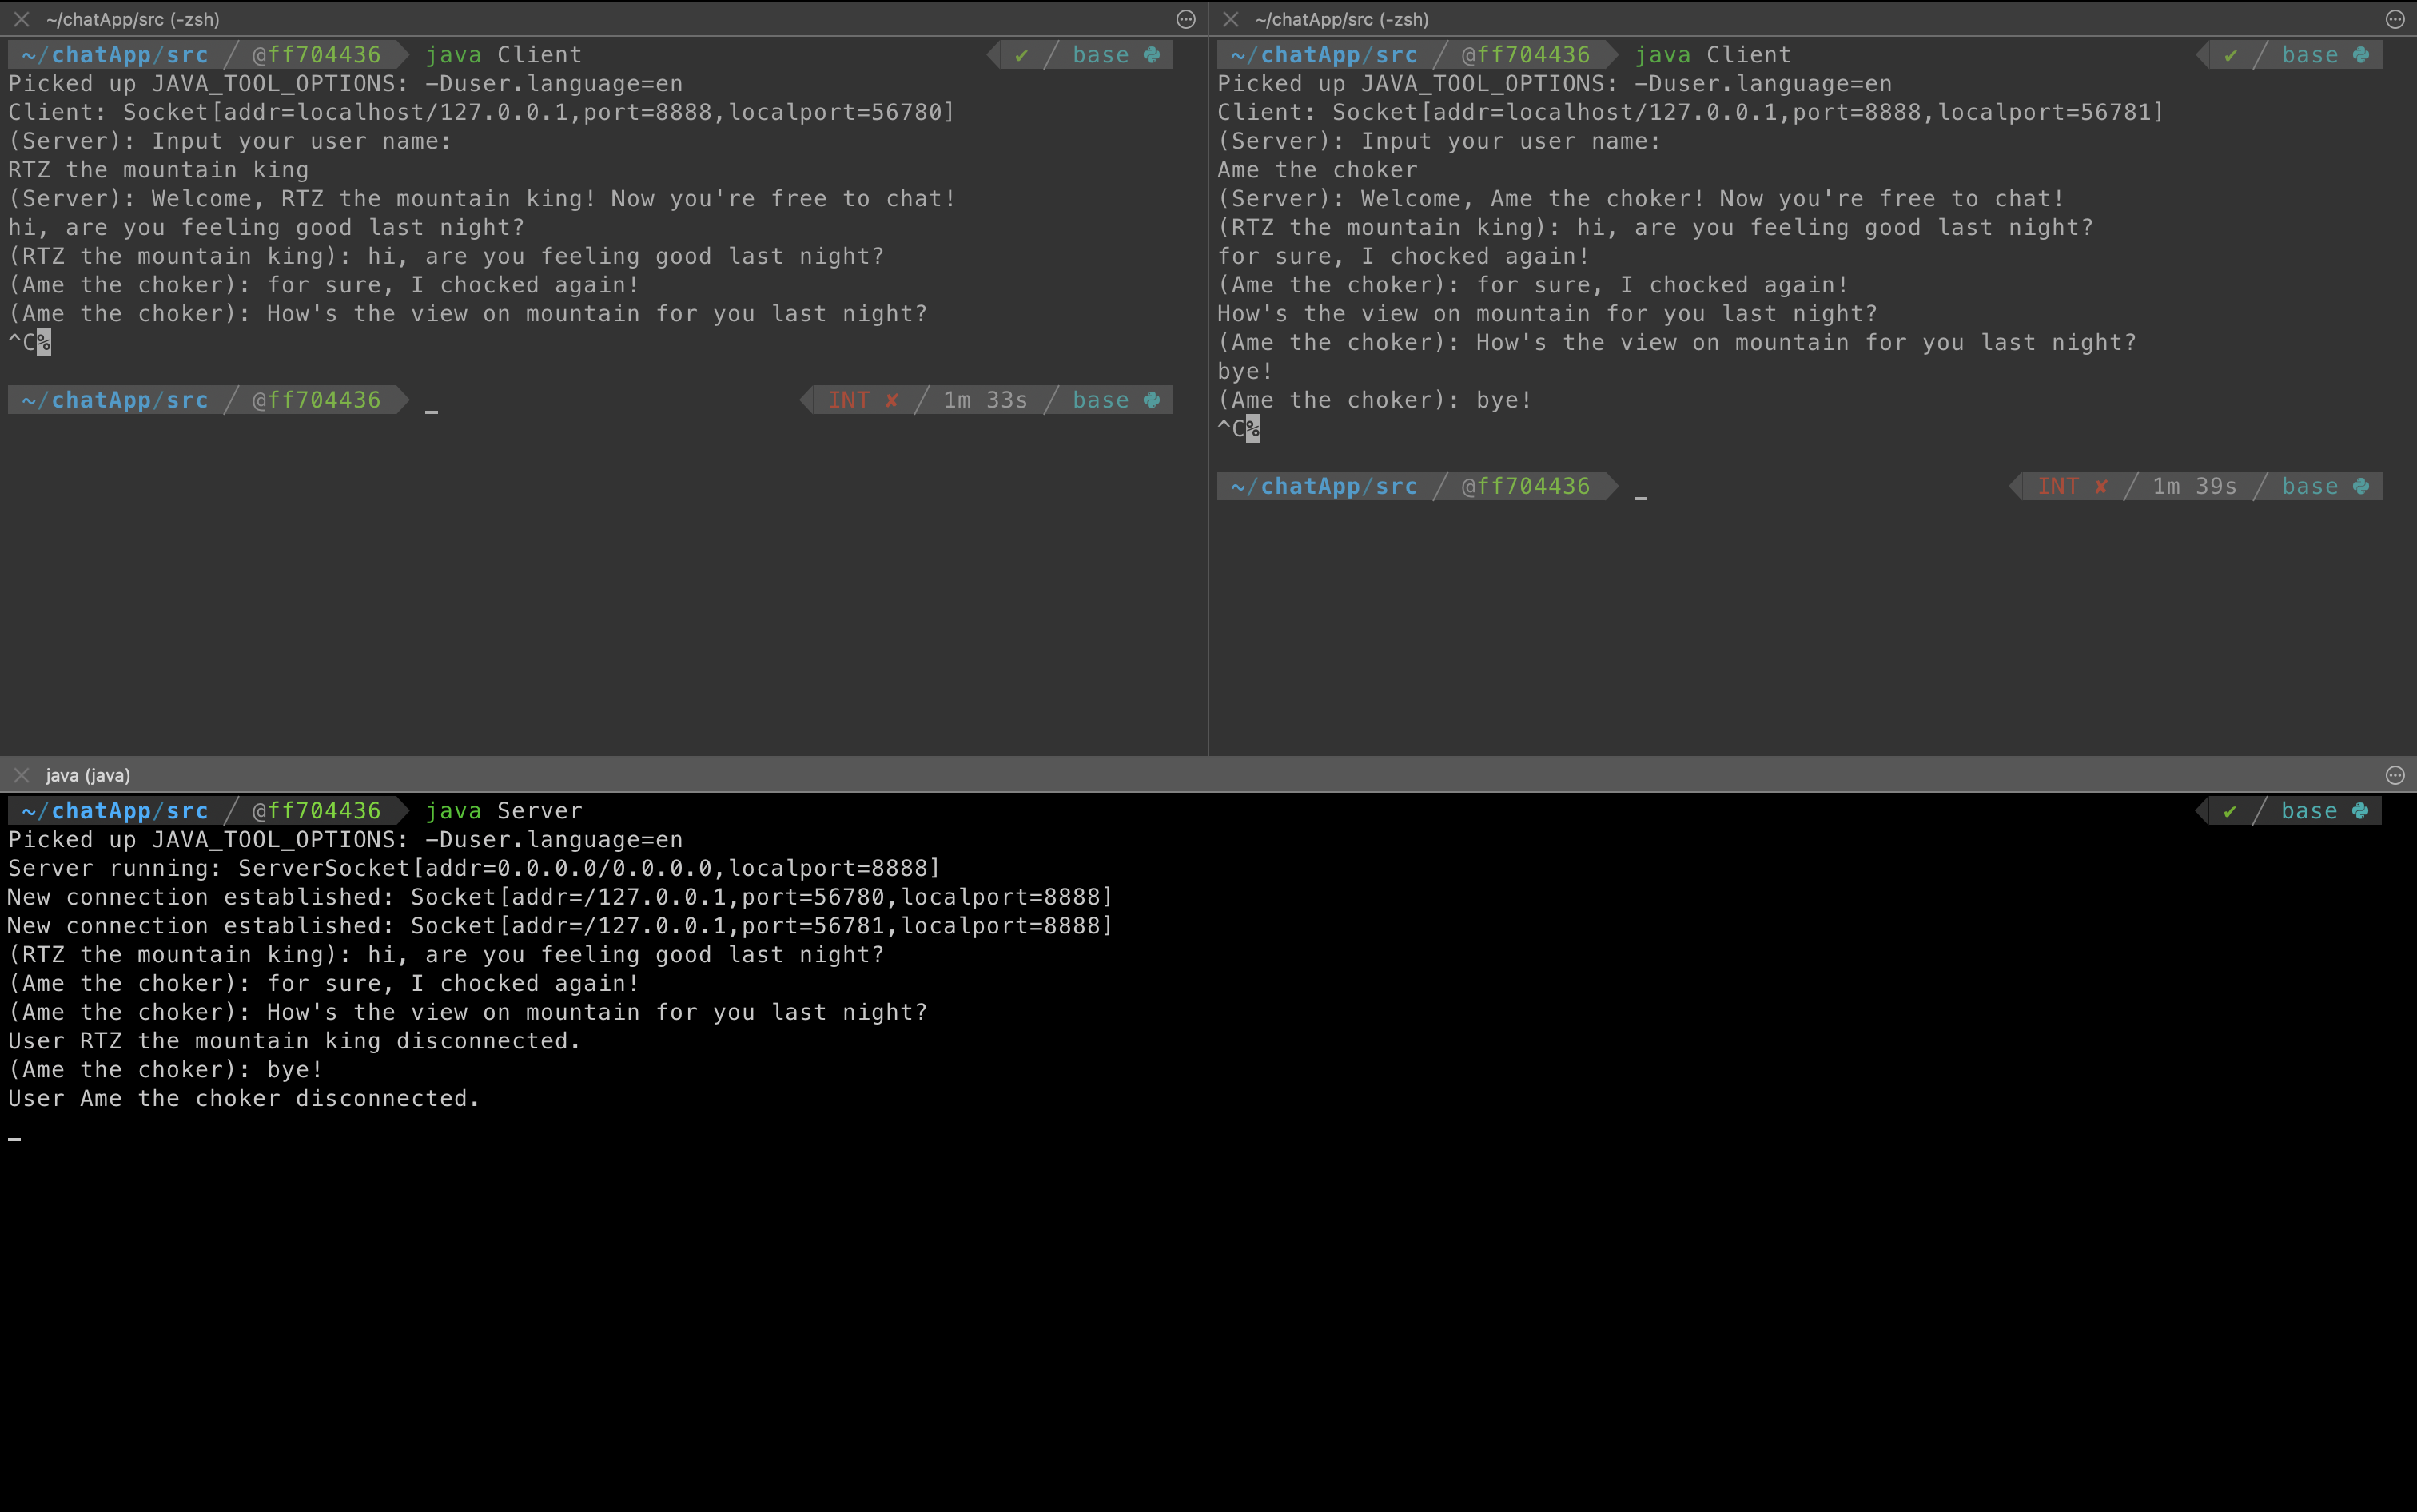 ~/chatApp/src (-zsh)
~/chatApp/src @ff704436 java Client ✔ base
Picked up JAVA_TOOL_OPTIONS: -Duser.language=en
Client: Socket[addr=localhost/127.0.0.1,port=8888,localport=56780]
(Server): Input your user name:
RTZ the mountain king
(Server): Welcome, RTZ the mountain king! Now you're free to chat!
hi, are you feeling good last night?
(RTZ the mountain king): hi, are you feeling good last night?
(Ame the choker): for sure, I chocked again!
(Ame the choker): How's the view on mountain for you last night?
^C%
~/chatApp/src @ff704436 INT ✘ 1m 33s base
~/chatApp/src (-zsh)
~/chatApp/src @ff704436 java Client ✔ base
Picked up JAVA_TOOL_OPTIONS: -Duser.language=en
Client: Socket[addr=localhost/127.0.0.1,port=8888,localport=56781]
(Server): Input your user name:
Ame the choker
(Server): Welcome, Ame the choker! Now you're free to chat!
(RTZ the mountain king): hi, are you feeling good last night?
for sure, I chocked again!
(Ame the choker): for sure, I chocked again!
How's the view on mountain for you last night?
(Ame the choker): How's the view on mountain for you last night?
bye!
(Ame the choker): bye!
^C%
~/chatApp/src @ff704436 INT ✘ 1m 39s base
java (java)
~/chatApp/src @ff704436 java Server ✔ base
Picked up JAVA_TOOL_OPTIONS: -Duser.language=en
Server running: ServerSocket[addr=0.0.0.0/0.0.0.0,localport=8888]
New connection established: Socket[addr=/127.0.0.1,port=56780,localport=8888]
New connection established: Socket[addr=/127.0.0.1,port=56781,localport=8888]
(RTZ the mountain king): hi, are you feeling good last night?
(Ame the choker): for sure, I chocked again!
(Ame the choker): How's the view on mountain for you last night?
User RTZ the mountain king disconnected.
(Ame the choker): bye!
User Ame the choker disconnected.